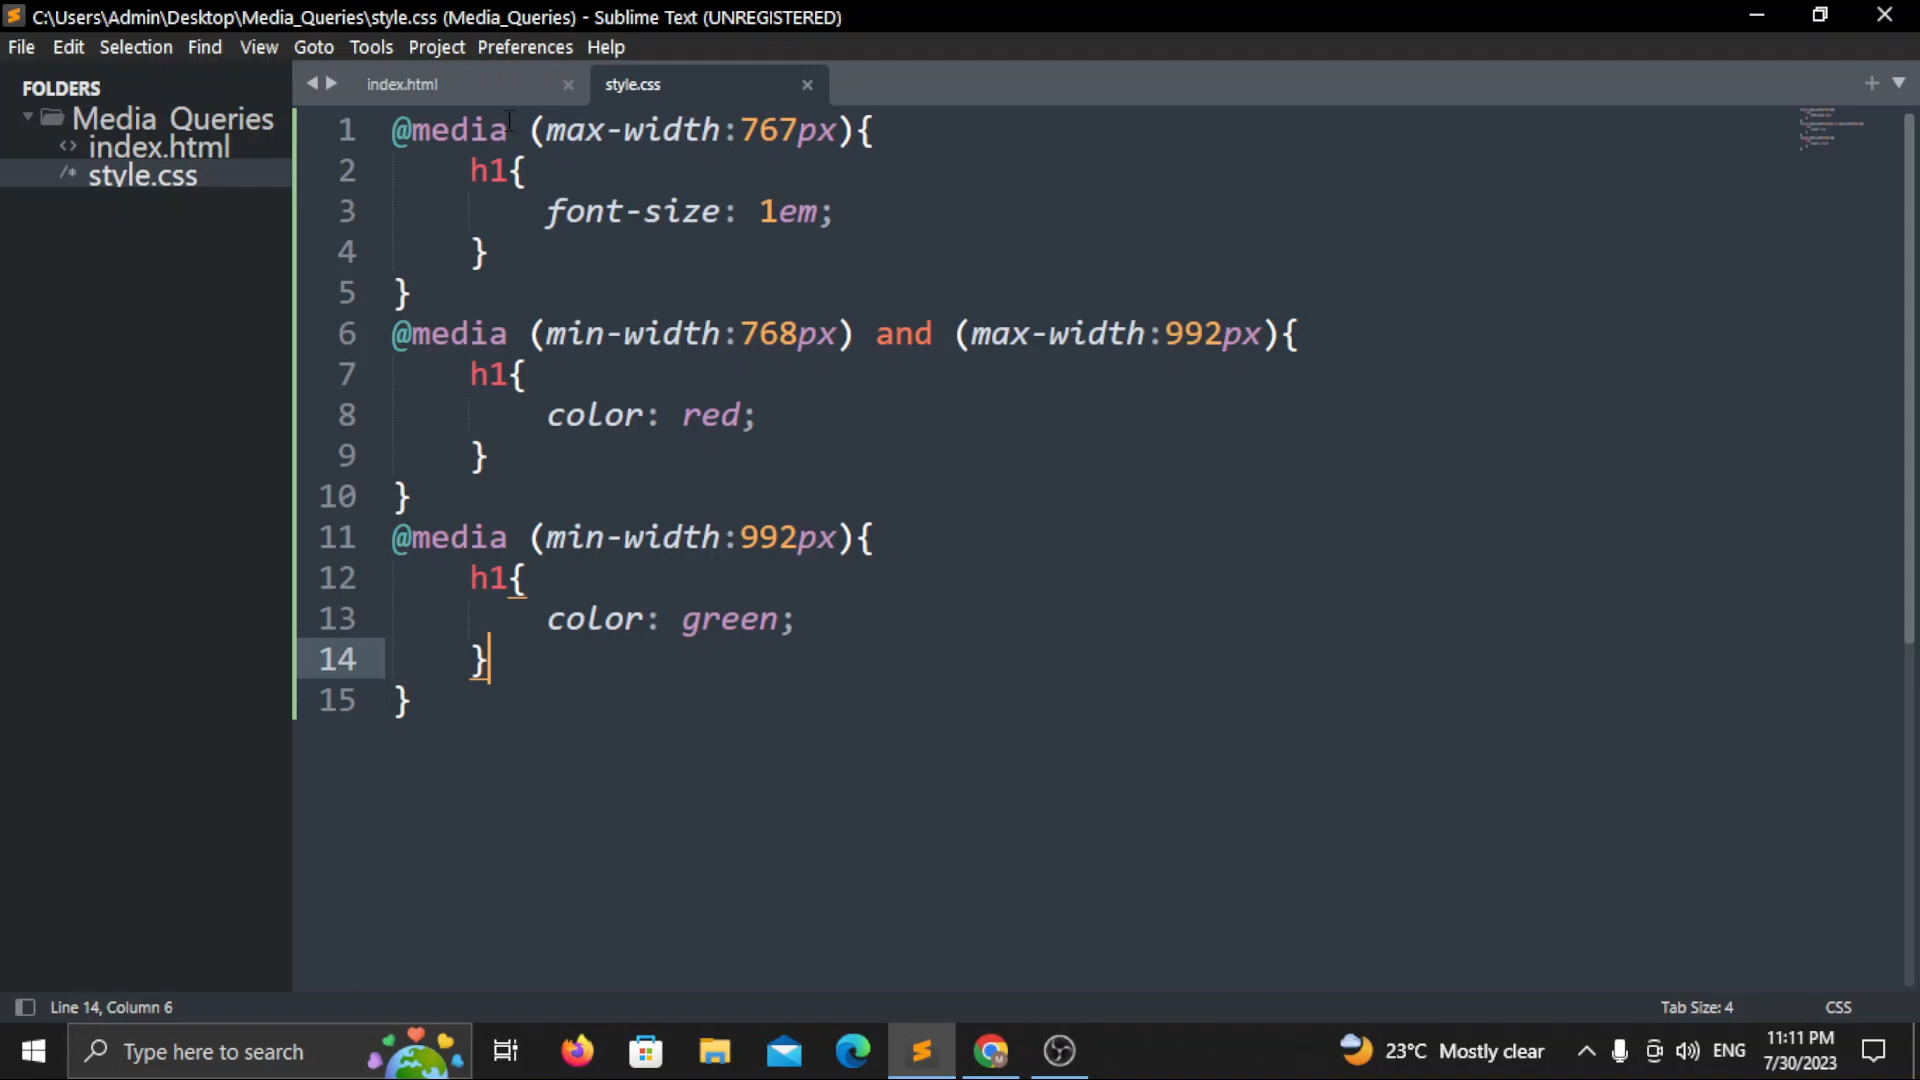 C:\Users\Admin\Desktop\Media_Queries\style.css (Media_Queries) - Sublime Text (UNREGISTERED)
File Edit Selection Find View Goto Tools Project Preferences Help
FOLDERS
Media_Queries
index.html
style.css
index.html style.css
1 @media (max-width:767px){
2 h1{
3 font-size: 1em;
4 }
5 }
6 @media (min-width:768px) and (max-width:992px){
7 h1{
8 color: red;
9 }
10 }
11 @media (min-width:992px){
12 h1{
13 color: green;
14 }
15 }
Line 14, Column 6 Tab Size: 4 CSS
Type here to search
23°C Mostly clear ENG 11:11 PM
7/30/2023